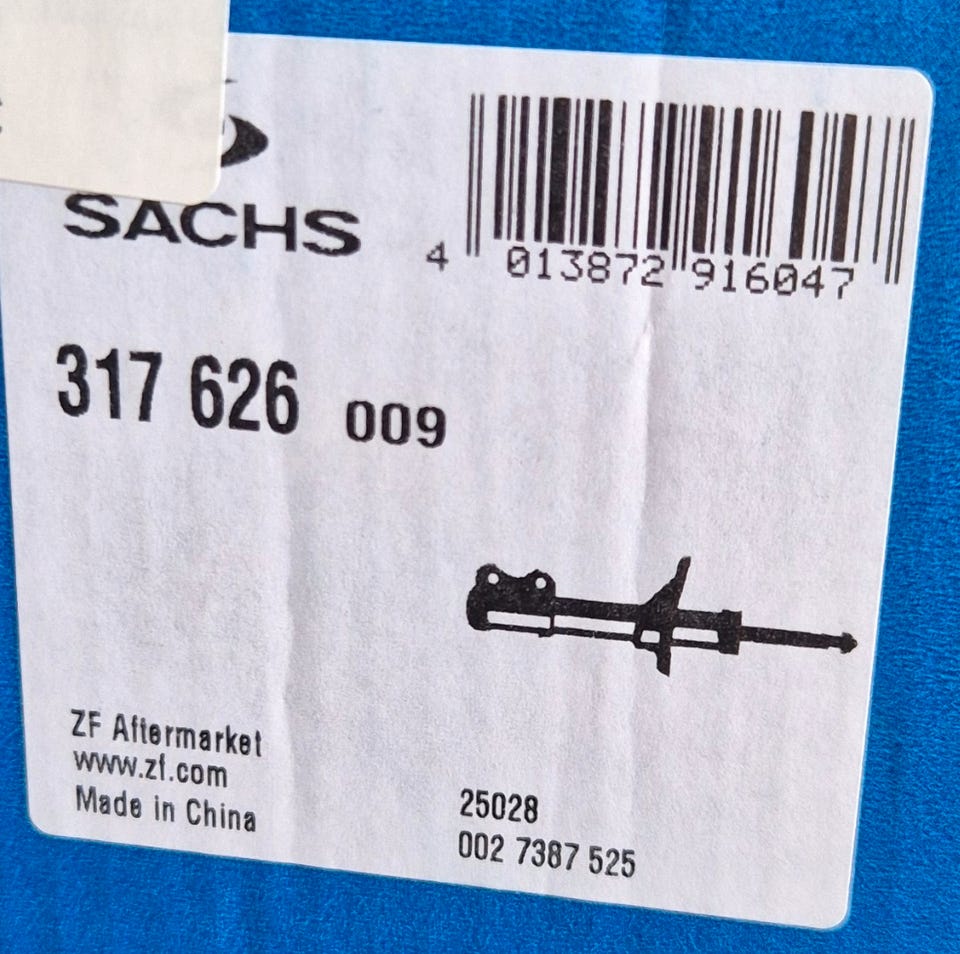 SACHS
4 013872 916047
317 626 009
ZF Aftermarket
www.zf.com
Made in China
25028
002 7387 525